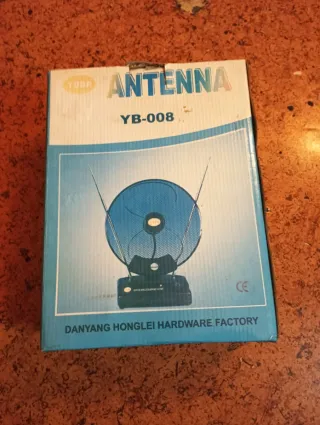 ANTENNA
YB-008
CE
DANYANG HONGLEI HARDWARE FACTORY